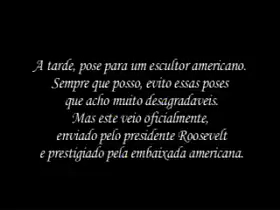 A tarde, pose para um escultor americano.
Sempre que posso, evito essas poses
que acho muito desagradaveis.
Mas este veio oficialmente,
enviado pelo presidente Roosevelt
e prestigiado pela embaixada americana.